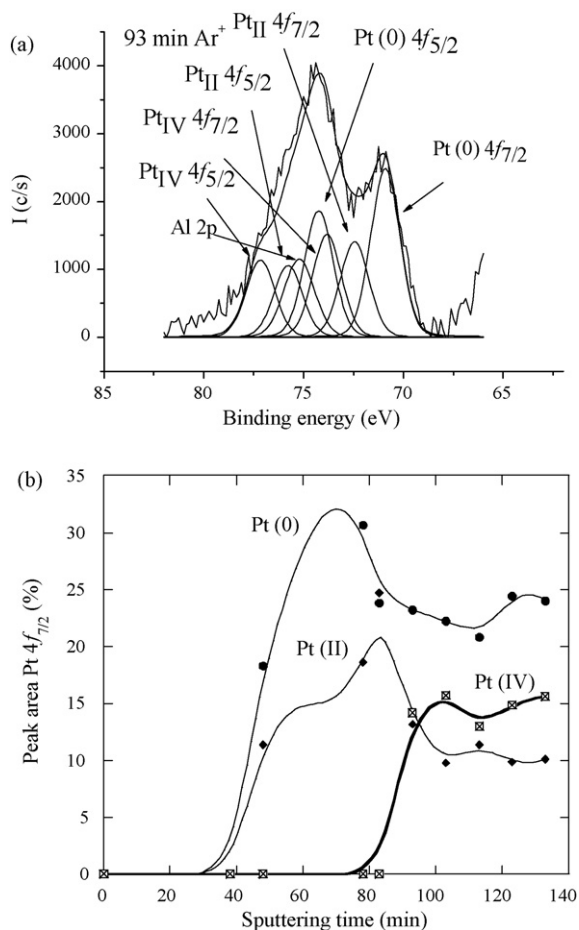 (a)
93 min Ar+
PtII 4f7/2
Pt (0) 4f5/2
PtII 4f5/2
PtIV 4f7/2
PtIV 4f5/2
Al 2p
Pt (0) 4f7/2
I (c/s)
4000
3000
2000
1000
0
85 80 75 70 65
Binding energy (eV)
(b)
Peak area Pt 4f7/2 (%)
35
30
25
20
15
10
5
0
Pt (0)
Pt (II)
Pt (IV)
0 20 40 60 80 100 120 140
Sputtering time (min)